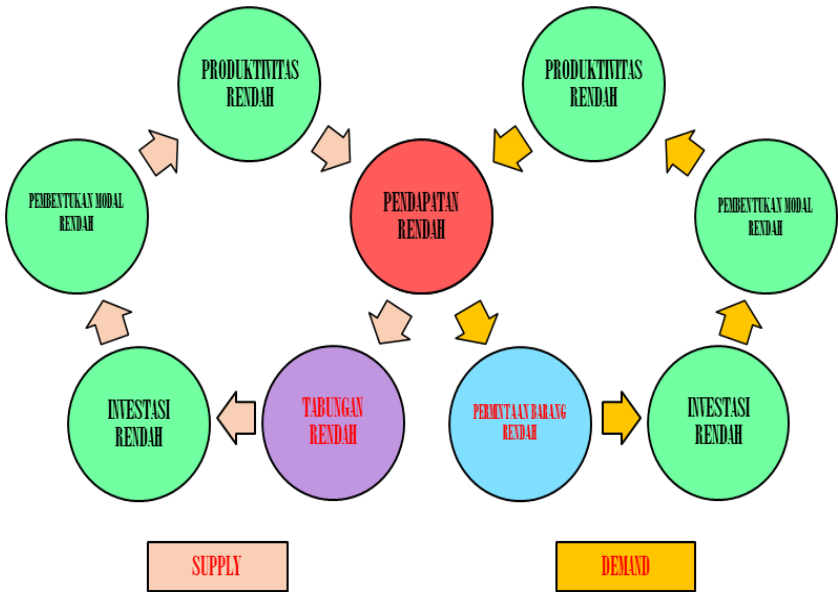 PRODUKTIVITAS
RENDAH
PRODUKTIVITAS
RENDAH
PEMBENTUKAN MODAL
RENDAH
PENDAPATAN
RENDAH
PEMBENTUKAN MODAL
RENDAH
INVESTASI
RENDAH
TABUNGAN
RENDAH
PERMINTAAN BARANG
RENDAH
INVESTASI
RENDAH
SUPPLY
DEMAND